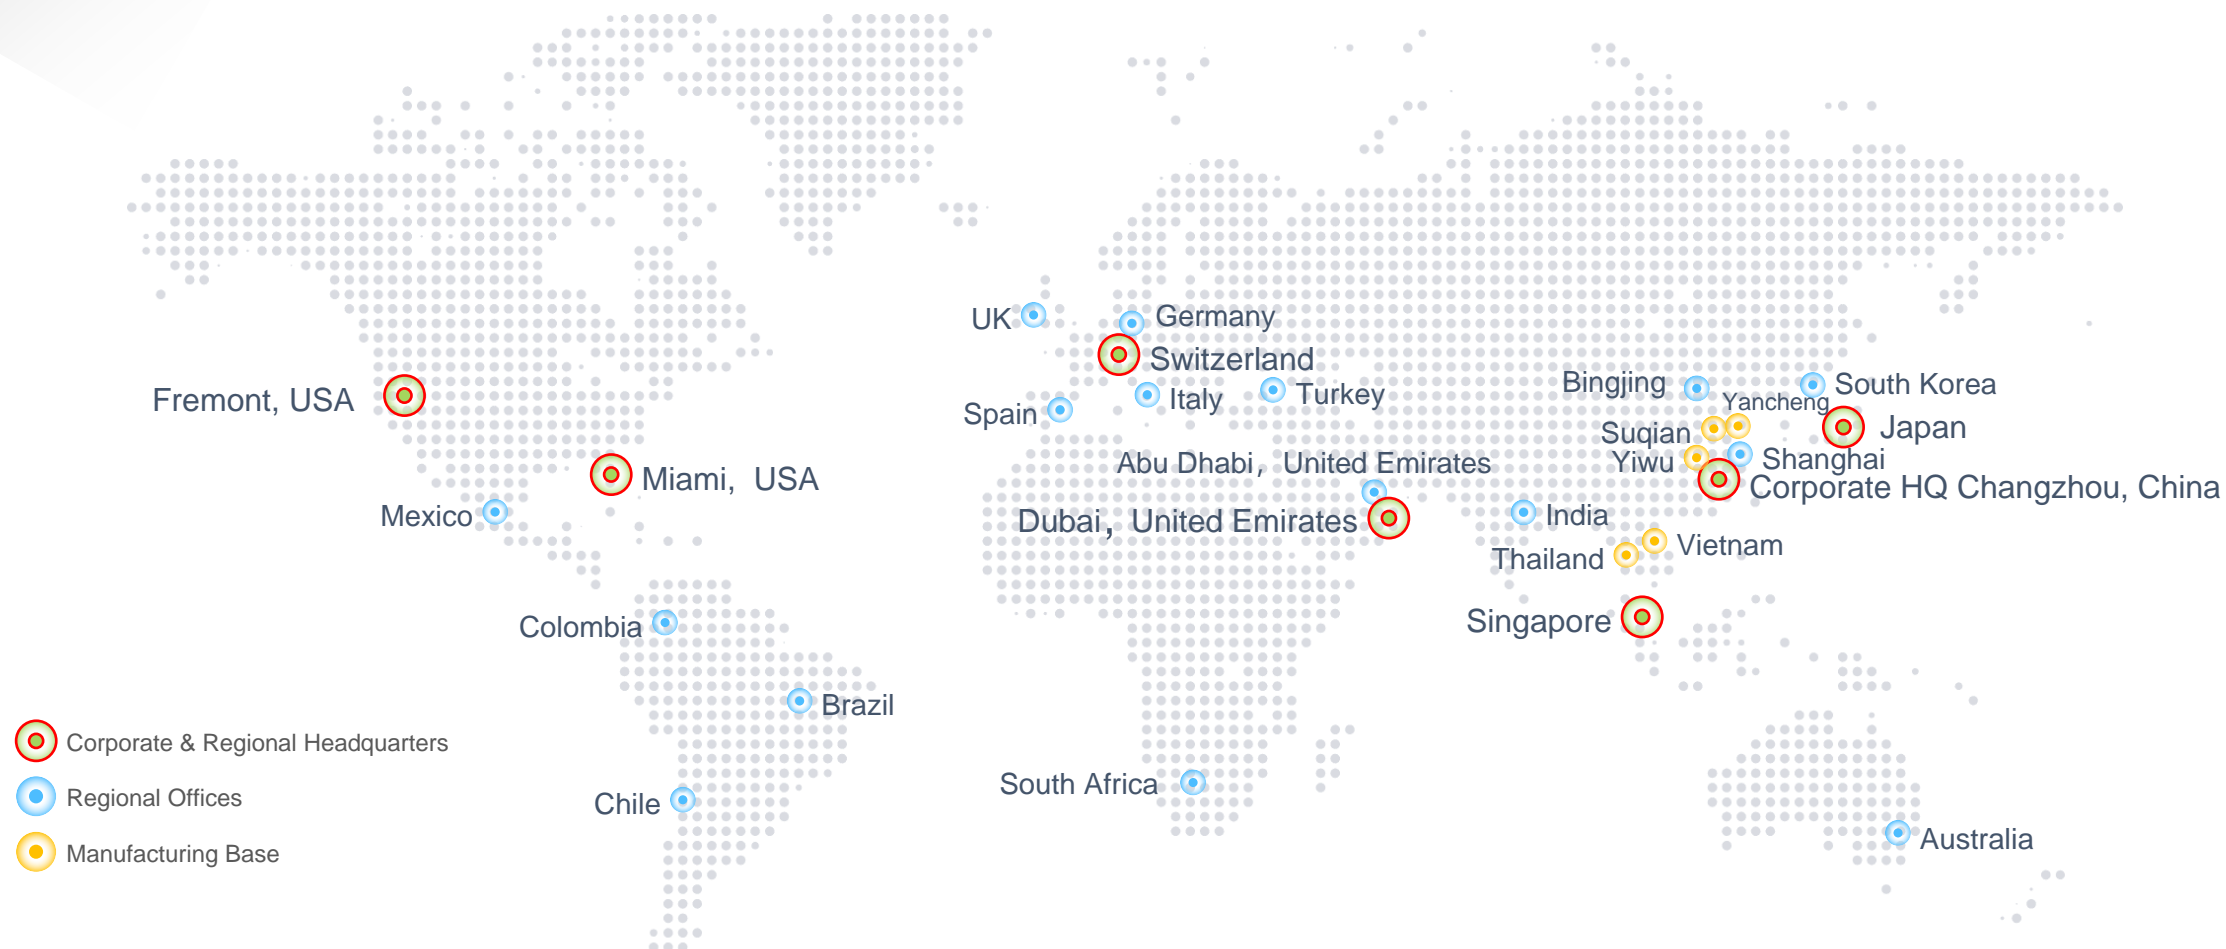 UK
Germany
Switzerland
Fremont, USA
Spain
Italy
Turkey
Bingjing
South Korea
Yancheng
Suqian
Japan
Yiwu
Shanghai
Abu Dhabi，United Emirates
Miami，USA
Corporate HQ Changzhou, China
Mexico
Dubai，United Emirates
India
Thailand
Vietnam
Colombia
Singapore
Brazil
Corporate & Regional Headquarters
Regional Offices
Manufacturing Base
Chile
South Africa
Australia